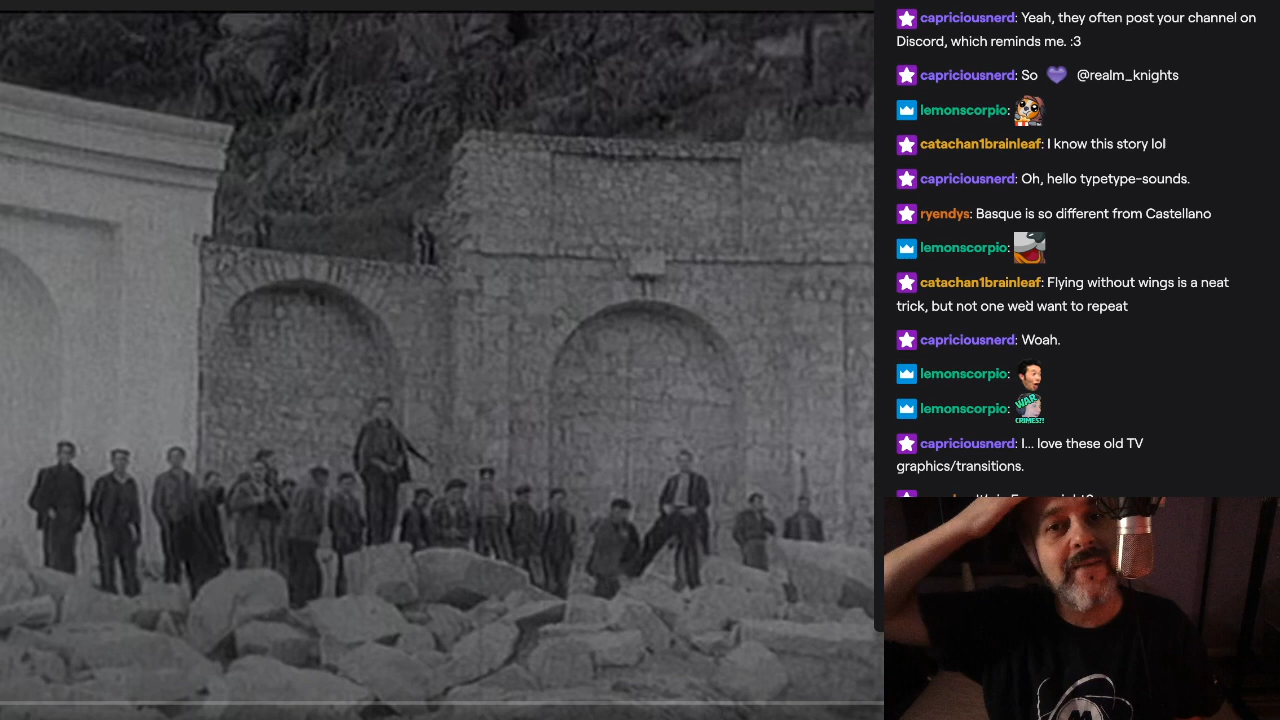 capriciousnerd: Yeah, they often post your channel on
Discord, which reminds me. :3
capriciousnerd: So 💜 @realm_knights
lemonscorpio:
catachan1brainleaf: I know this story lol
capriciousnerd: Oh, hello typetype-sounds.
ryendys: Basque is so different from Castellano
lemonscorpio:
catachan1brainleaf: Flying without wings is a neat
trick, but not one we'd want to repeat
capriciousnerd: Woah.
lemonscorpio:
lemonscorpio: WAR
CRIMES?!
capriciousnerd: I... love these old TV
graphics/transitions.